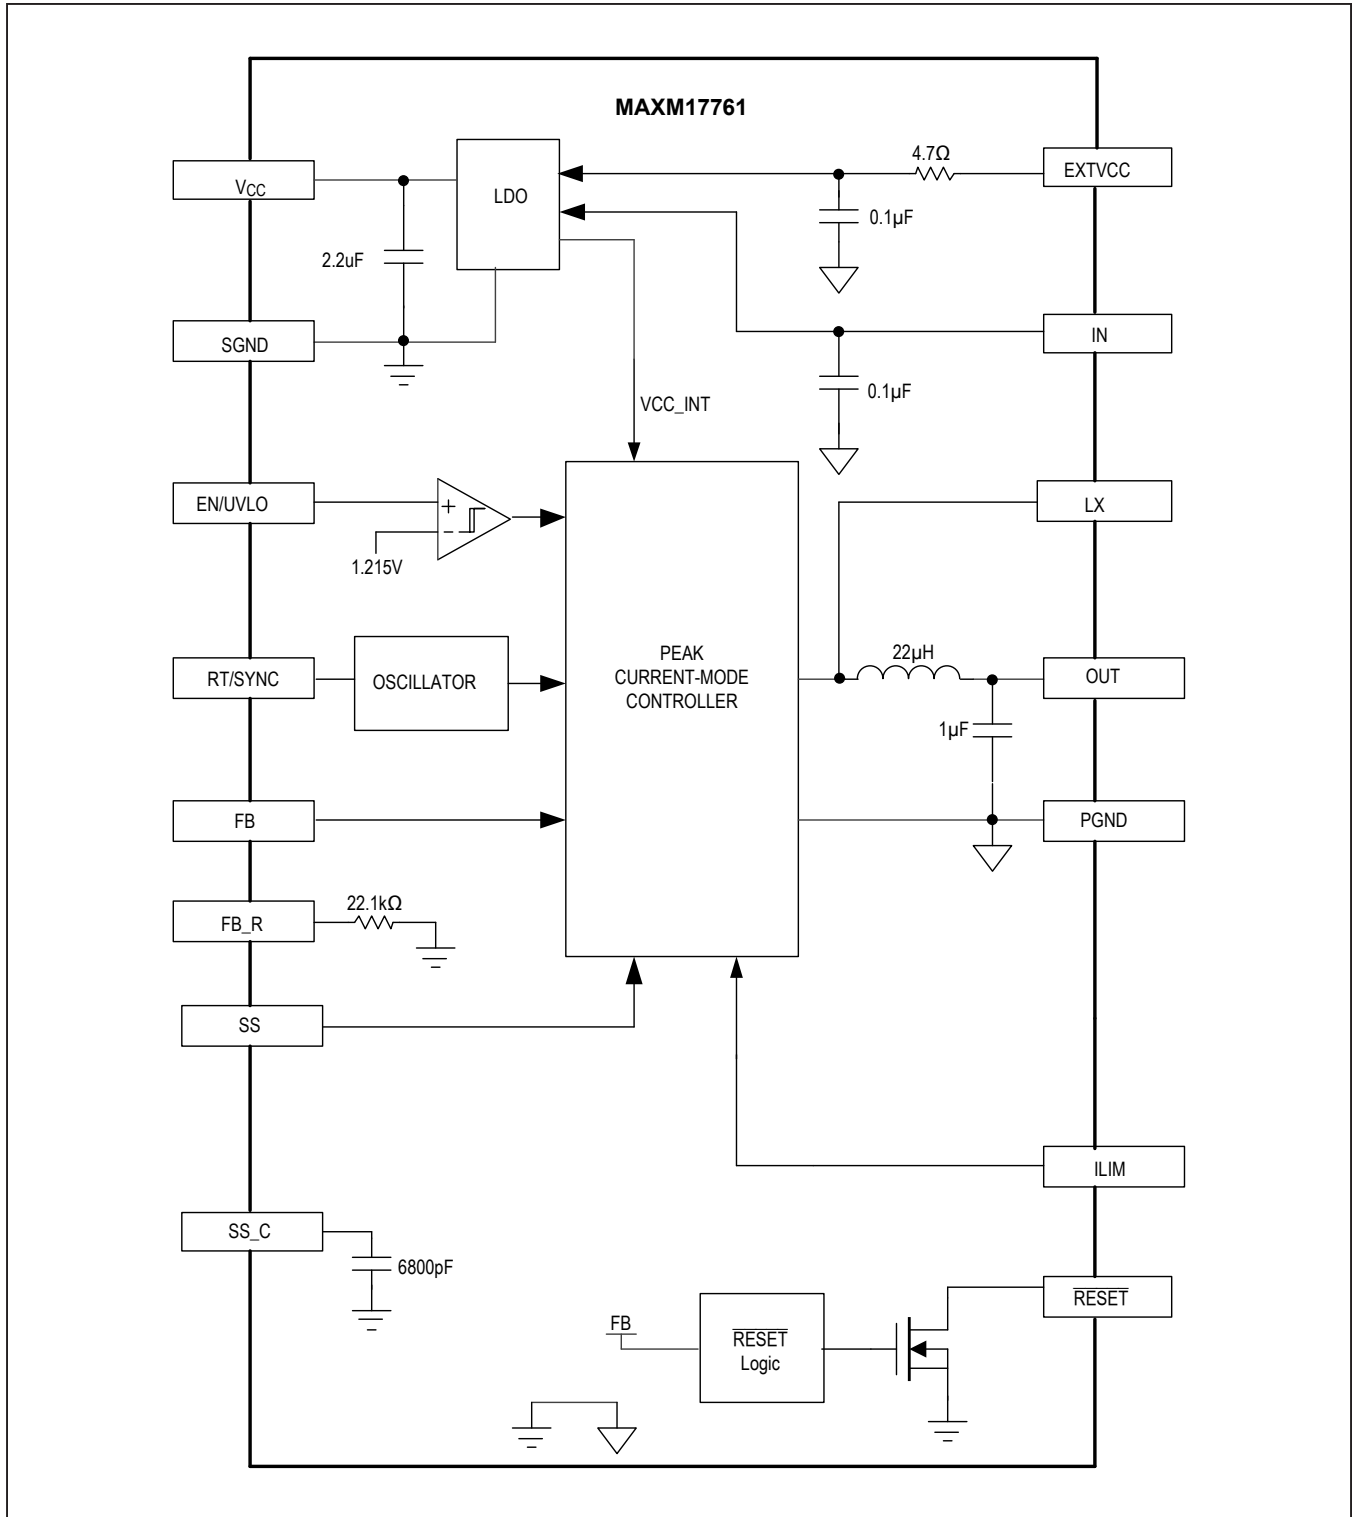 MAXM17761
VCC
LDO
4.7Ω
EXTVCC
0.1µF
2.2uF
SGND
IN
0.1µF
VCC_INT
EN/UVLO
1.215V
LX
RT/SYNC
OSCILLATOR
PEAK
CURRENT-MODE
CONTROLLER
22µH
OUT
1µF
FB
PGND
FB_R
22.1kΩ
SS
ILIM
SS_C
6800pF
RESET
FB
RESET
Logic